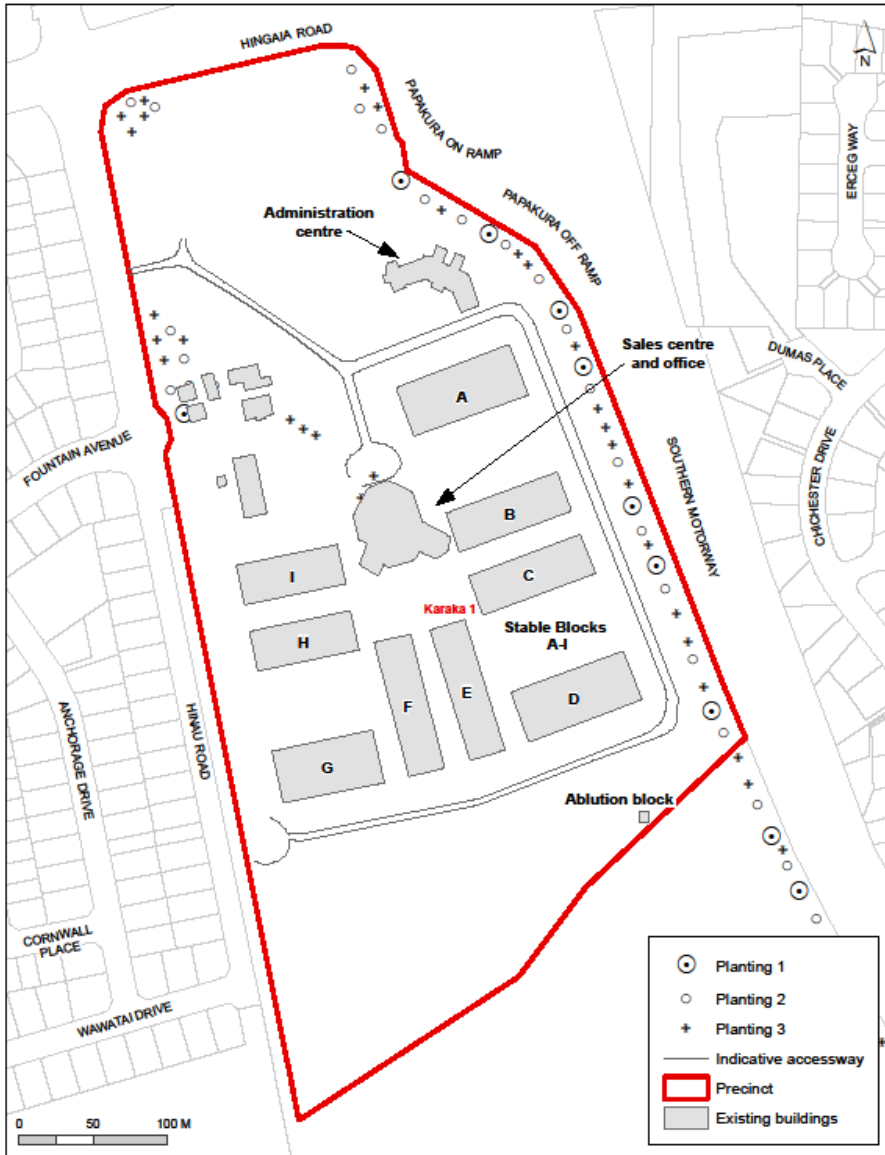 HINGAIA ROAD
PAPAKURA ON RAMP
N
ERCEG WAY
PAPAKURA OFF RAMP
Administration
centre
Sales centre
and office
DUMAS PLACE
A
CHICHESTER DRIVE
FOUNTAIN AVENUE
SOUTHERN MOTORWAY
B
I
C
Karaka 1
Stable Blocks
A-I
H
F
E
D
ANCHORAGE DRIVE
HINAU ROAD
G
Ablution block
CORNWALL
PLACE
WAWATAI DRIVE
Planting 1
Planting 2
Planting 3
Indicative accessway
Precinct
Existing buildings
0 50 100 M